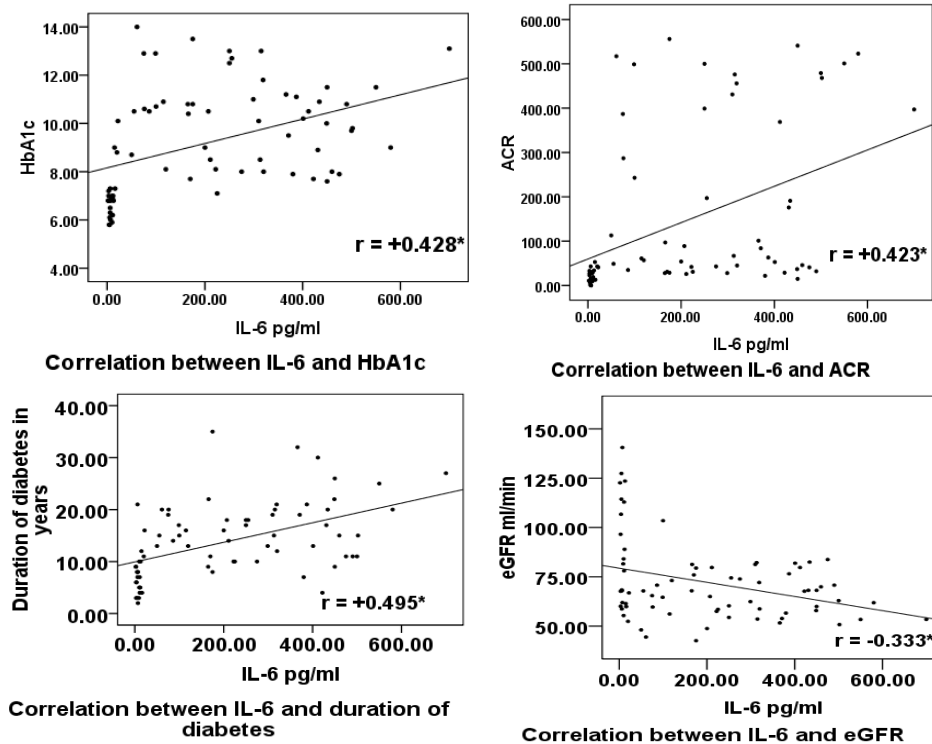 14.00
12.00
10.00
8.00
6.00
4.00
HbA1c
r = +0.428*
0.00 200.00 400.00 600.00
IL-6 pg/ml
Correlation between IL-6 and HbA1c
600.00
500.00
400.00
300.00
200.00
100.00
00.00
ACR
r = +0.423*
0.00 200.00 400.00 600.00
IL-6 pg/ml
Correlation between IL-6 and ACR
40.00
30.00
20.00
10.00
00.00
Duration of diabetes in
years
r = +0.495*
0.00 200.00 400.00 600.00
IL-6 pg/ml
Correlation between IL-6 and duration of
diabetes
150.00
125.00
100.00
75.00
50.00
eGFR ml/min
r = -0.333*
0.00 200.00 400.00 600.00
IL-6 pg/ml
Correlation between IL-6 and eGFR